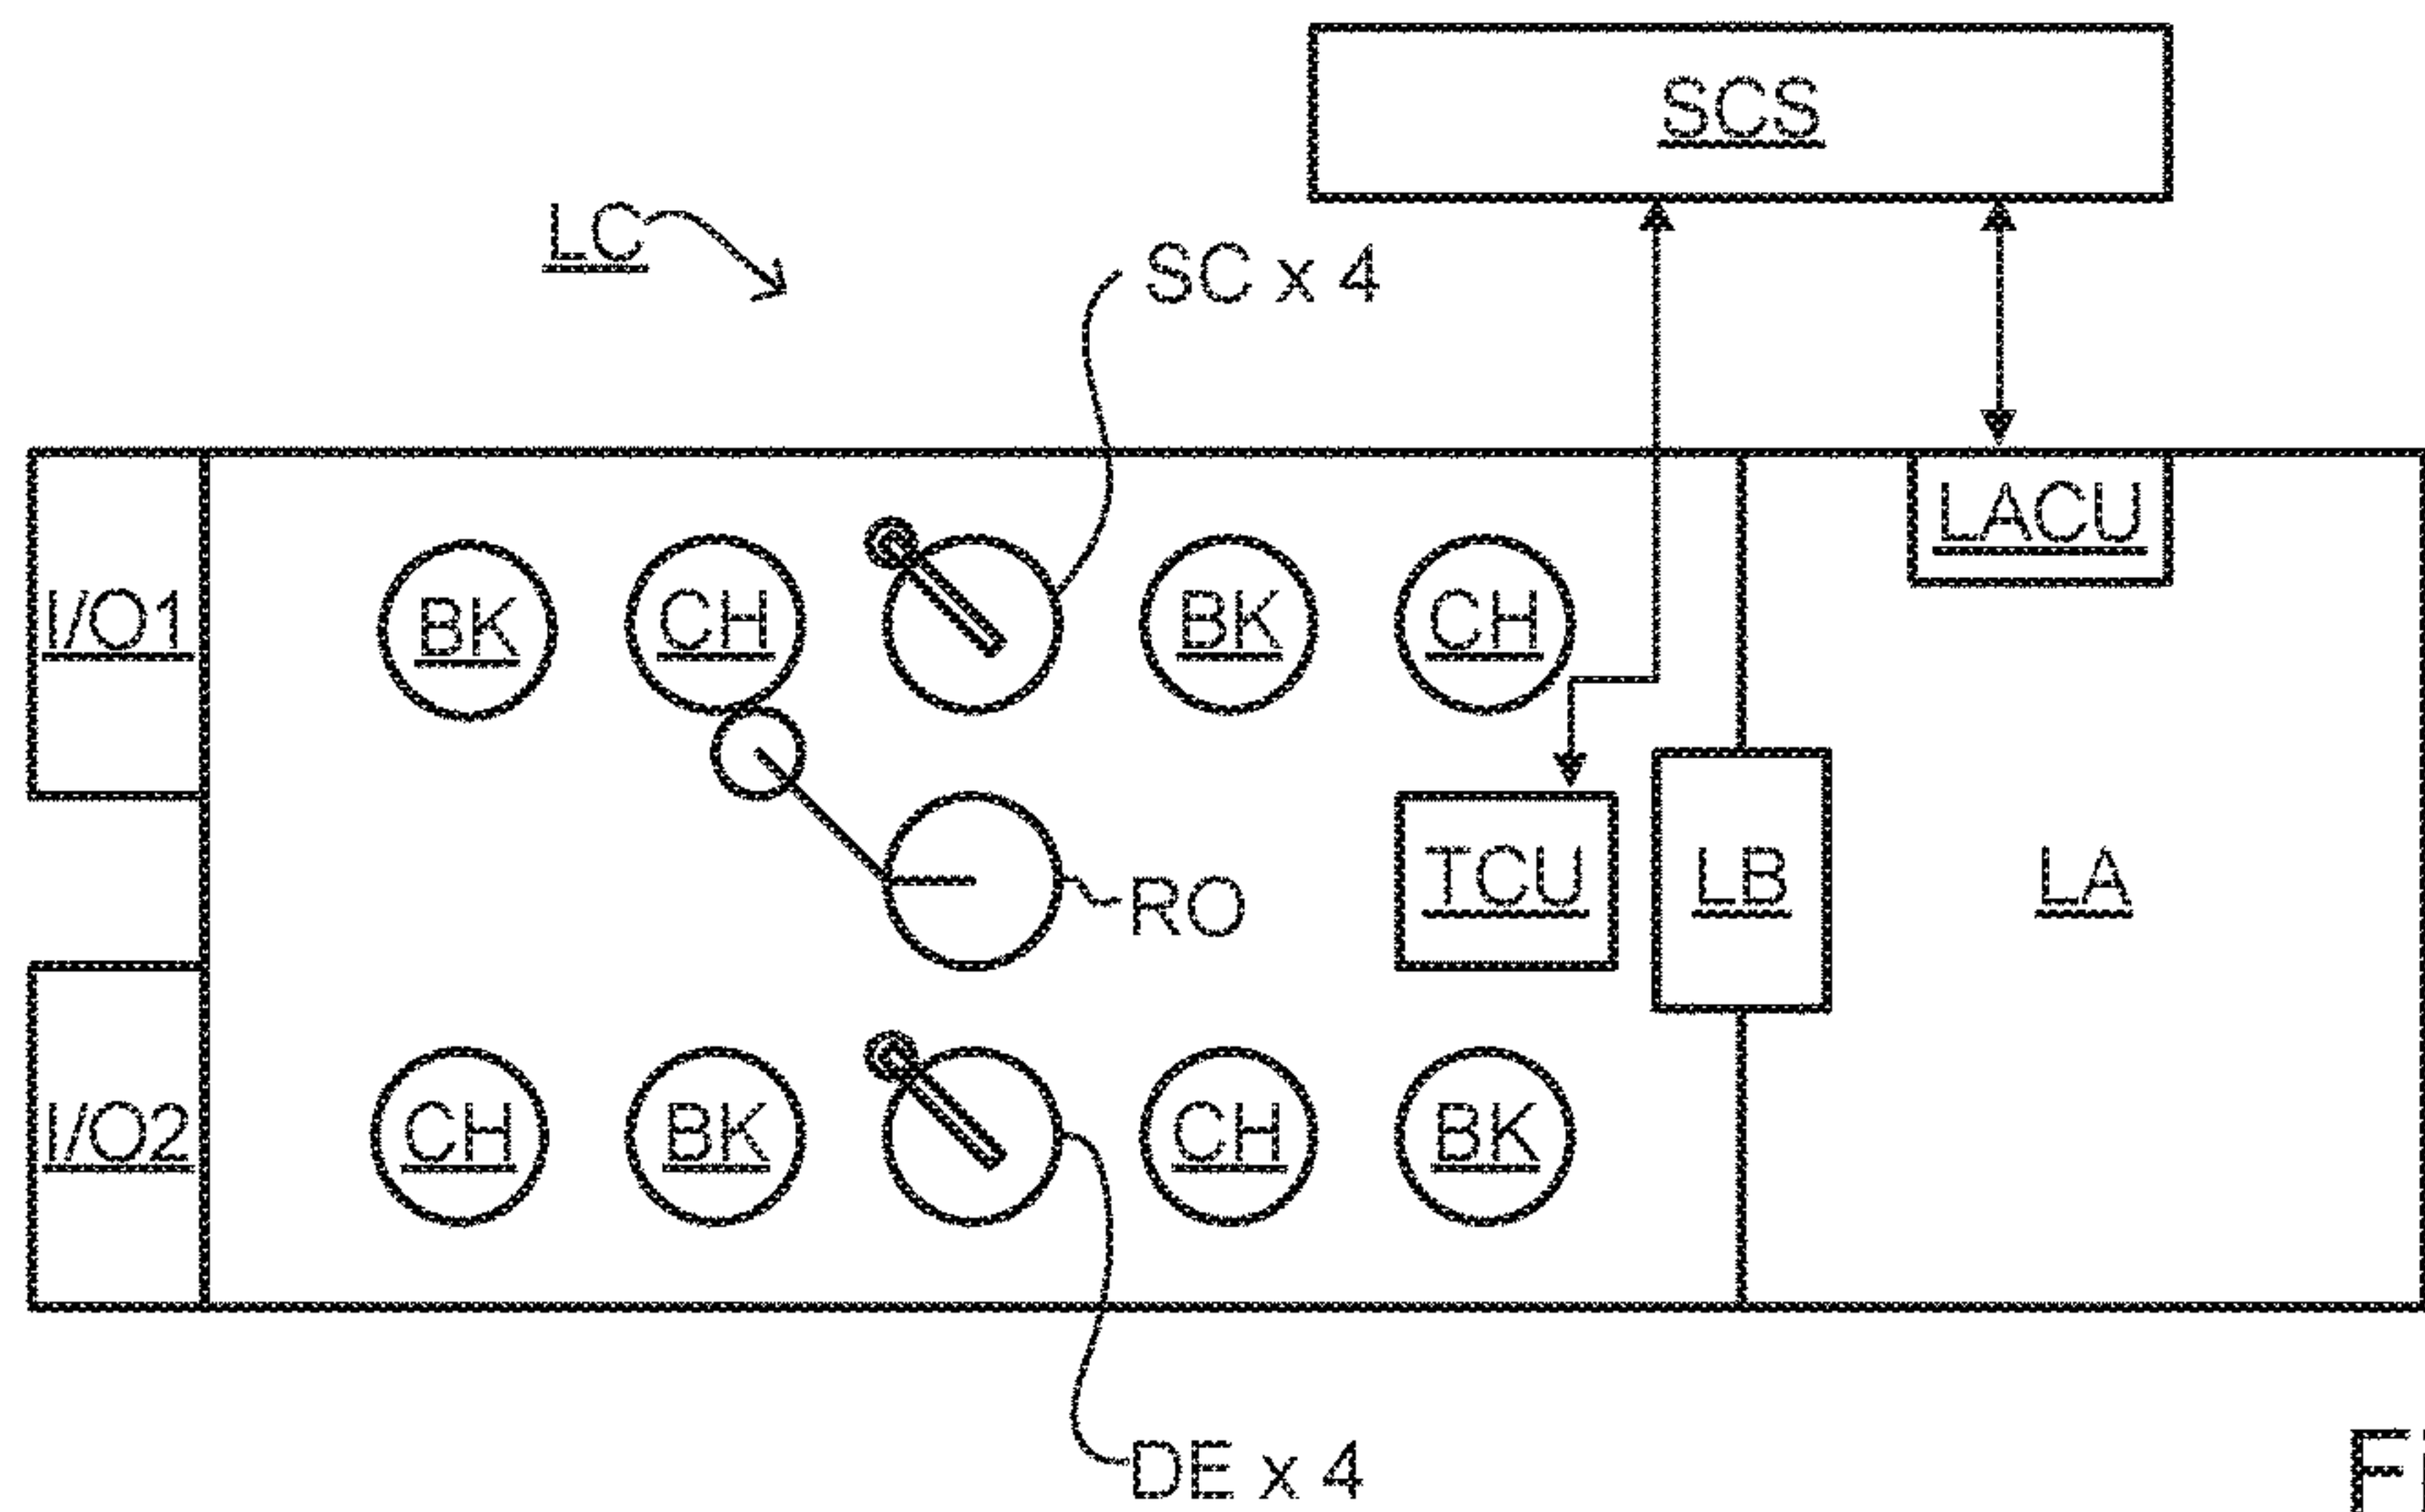 SCS
LC
SC x 4
LACU
I/O1
BK
CH
BK
CH
TCU
LB
LA
RO
I/O2
CH
BK
CH
BK
DE x 4